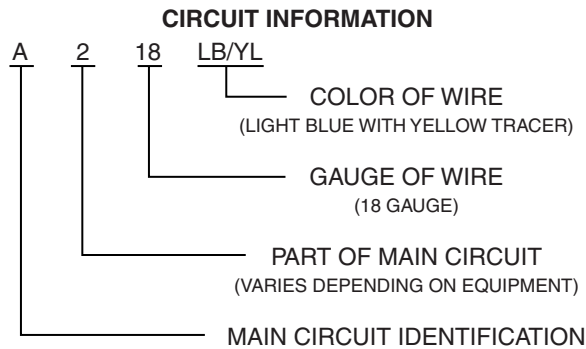 CIRCUIT INFORMATION
A 2 18 LB/YL
COLOR OF WIRE
(LIGHT BLUE WITH YELLOW TRACER)
GAUGE OF WIRE
(18 GAUGE)
PART OF MAIN CIRCUIT
(VARIES DEPENDING ON EQUIPMENT)
MAIN CIRCUIT IDENTIFICATION